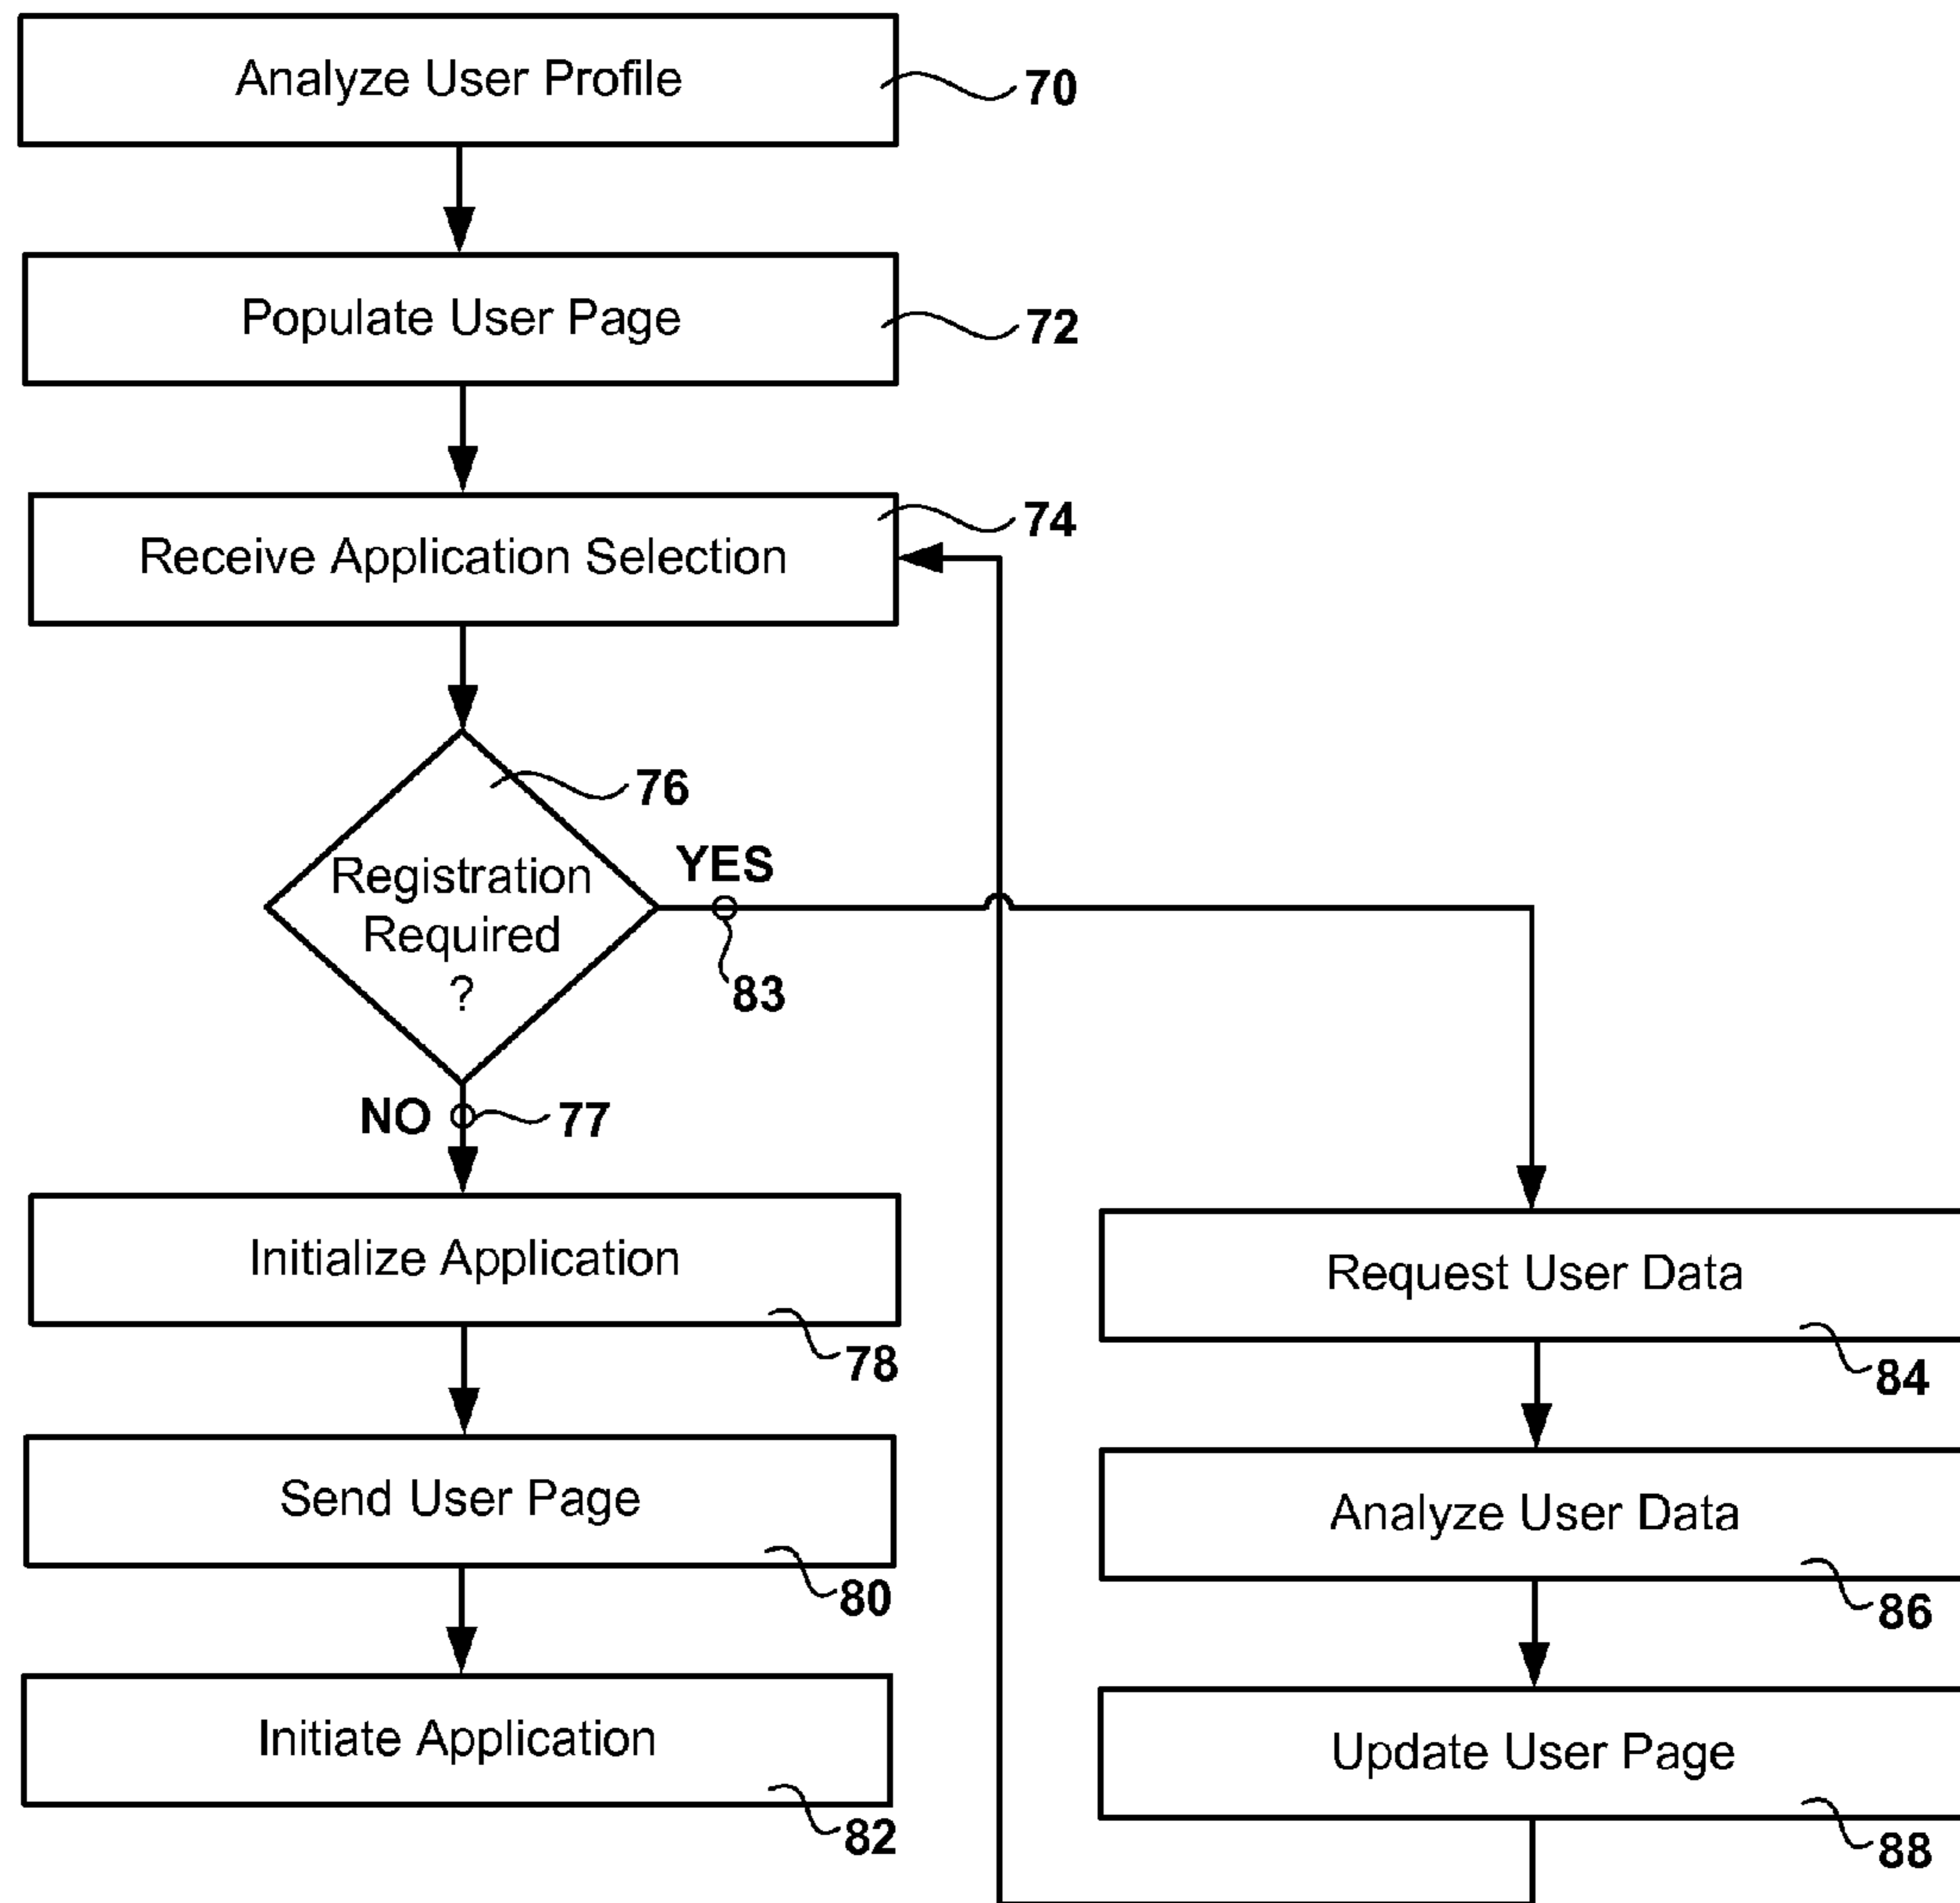 Analyze User Profile
70
Populate User Page
72
Receive Application Selection
74
76
Registration
Required
?
YES
83
NO
77
Initialize Application
78
Send User Page
80
Initiate Application
82
Request User Data
84
Analyze User Data
86
Update User Page
88